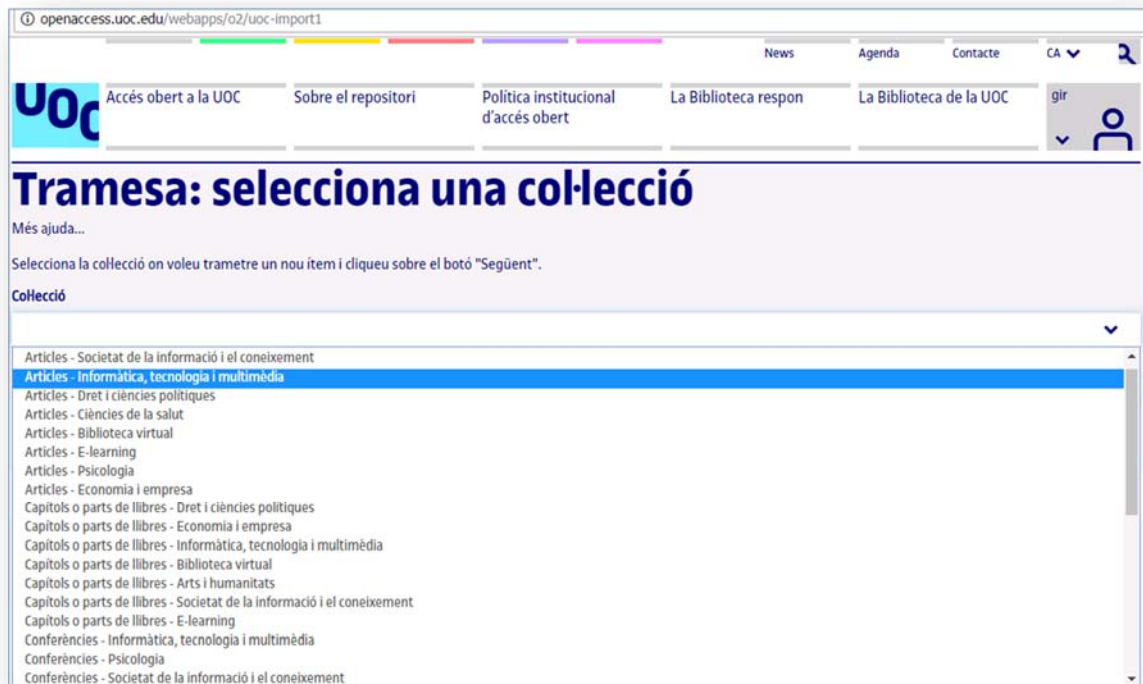 openaccess.uoc.edu/webapps/o2/uoc-import1
News Agenda Contacte CA
UOC Accés obert a la UOC Sobre el repositori Política institucional d'accés obert La Biblioteca respon La Biblioteca de la UOC gir
Tramesa: selecciona una col·lecció
Més ajuda...
Selecciona la col·lecció on voleu trametre un nou ítem i cliqueu sobre el botó "Següent".
Col·lecció
Articles - Societat de la informació i el coneixement
Articles - Informàtica, tecnologia i multimèdia
Articles - Dret i ciències polítiques
Articles - Ciències de la salut
Articles - Biblioteca virtual
Articles - E-learning
Articles - Psicologia
Articles - Economia i empresa
Capítols o parts de llibres - Dret i ciències polítiques
Capítols o parts de llibres - Economia i empresa
Capítols o parts de llibres - Informàtica, tecnologia i multimèdia
Capítols o parts de llibres - Biblioteca virtual
Capítols o parts de llibres - Arts i humanitats
Capítols o parts de llibres - Societat de la informació i el coneixement
Capítols o parts de llibres - E-learning
Conferències - Informàtica, tecnologia i multimèdia
Conferències - Psicologia
Conferències - Societat de la informació i el coneixement